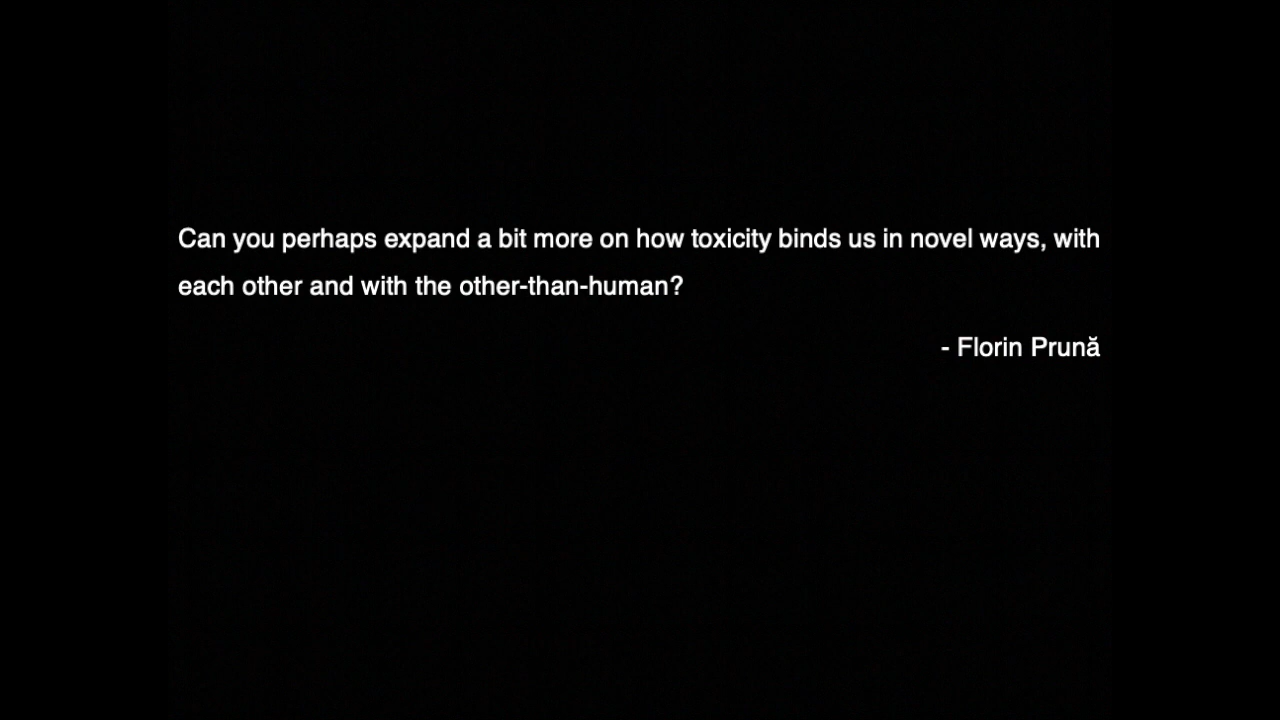 Can you perhaps expand a bit more on how toxicity binds us in novel ways, with
each other and with the other-than-human?
- Florin Prună